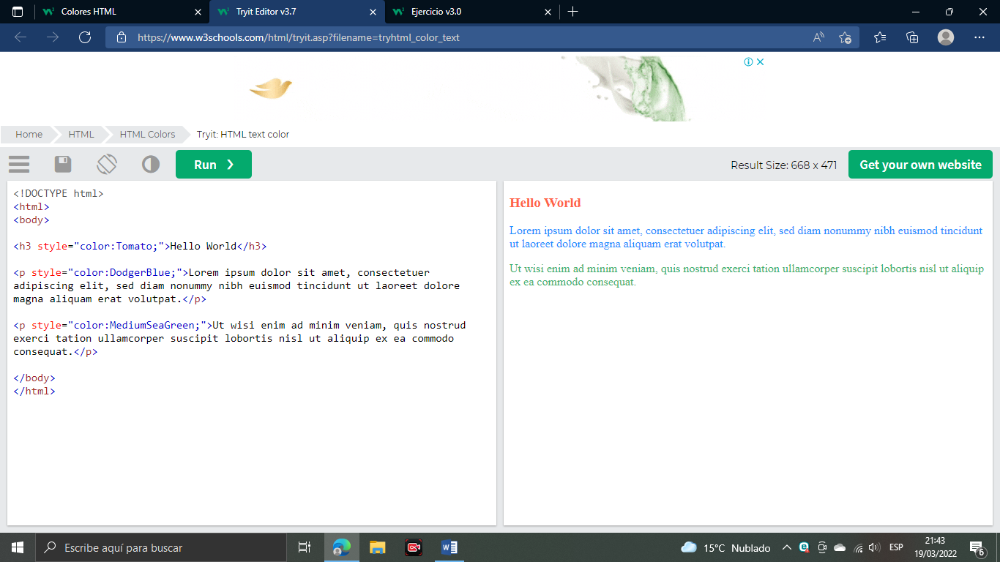 Colores HTML
Tryit Editor v3.7
Ejercicio v3.0
https://www.w3schools.com/html/tryit.asp?filename=tryhtml_color_text
Home
HTML
HTML Colors
Tryit: HTML text color
Run ❯
Result Size: 668 x 471
Get your own website
<!DOCTYPE html>
<html>
<body>
<h3 style="color:Tomato;">Hello World</h3>
<p style="color:DodgerBlue;">Lorem ipsum dolor sit amet, consectetuer
adipiscing elit, sed diam nonummy nibh euismod tincidunt ut laoreet dolore
magna aliquam erat volutpat.</p>
<p style="color:MediumSeaGreen;">Ut wisi enim ad minim veniam, quis nostrud
exerci tation ullamcorper suscipit lobortis nisl ut aliquip ex ea commodo
consequat.</p>
</body>
</html>
Hello World
Lorem ipsum dolor sit amet, consectetuer adipiscing elit, sed diam nonummy nibh euismod tincidunt
ut laoreet dolore magna aliquam erat volutpat.
Ut wisi enim ad minim veniam, quis nostrud exerci tation ullamcorper suscipit lobortis nisl ut aliquip
ex ea commodo consequat.
Escribe aquí para buscar
15°C Nublado
ESP
21:43
19/03/2022
6